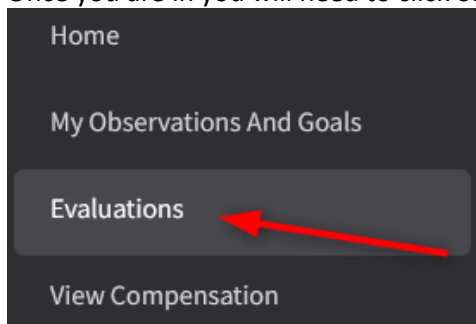 Once you are in you will need to click o
Home
My Observations And Goals
Evaluations
View Compensation